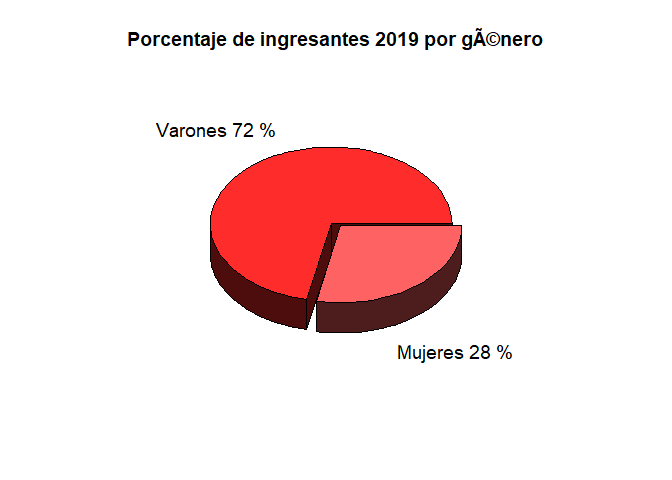 Porcentaje de ingresantes 2019 por gÃ©nero
Varones 72 %
Mujeres 28 %